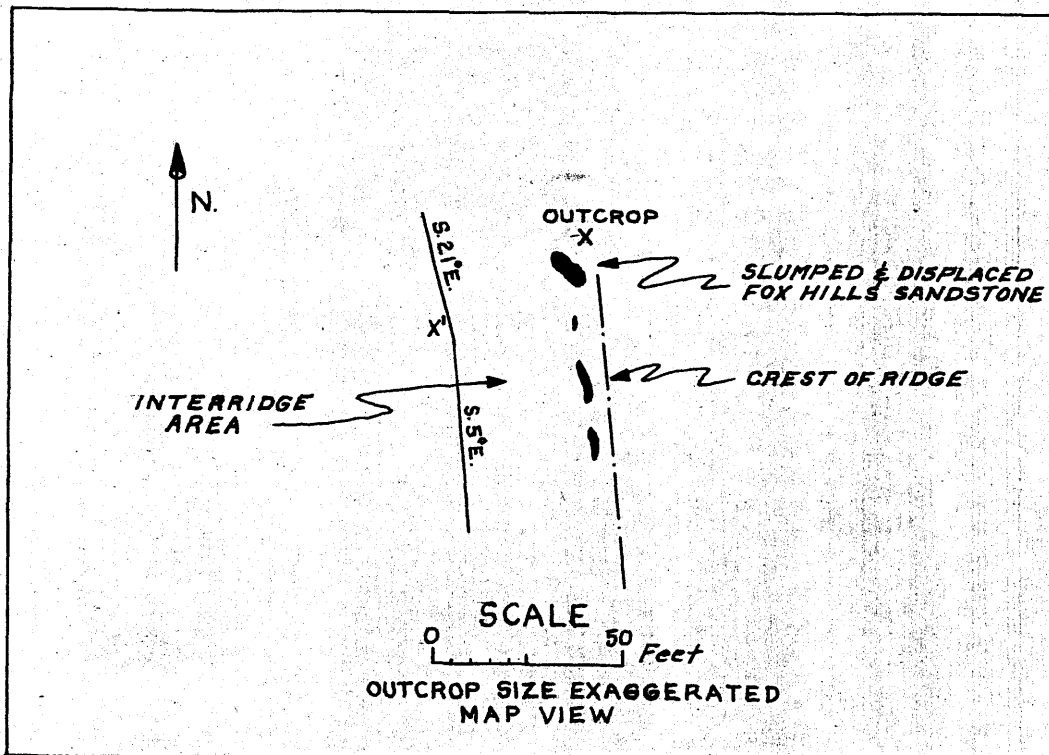 N.
OUTCROP
X
S.21°E.
SLUMPED & DISPLACED
FOX HILLS SANDSTONE
X
CREST OF RIDGE
INTERRIDGE
AREA
S.5°E.
SCALE
0 50 Feet
OUTCROP SIZE EXAGGERATED
MAP VIEW